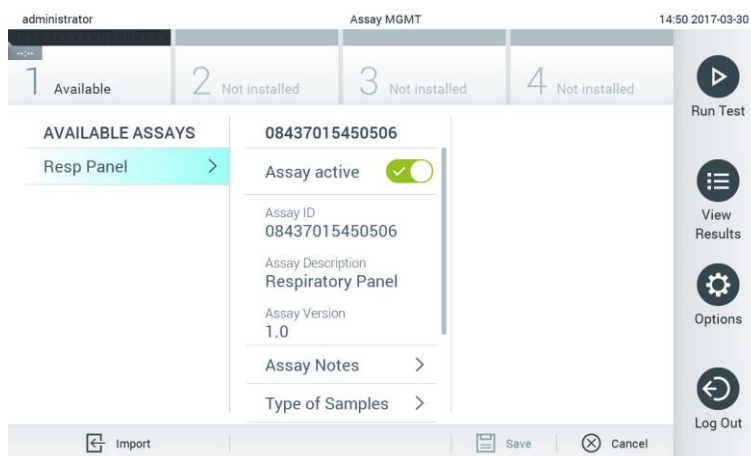 administrator Assay MGMT 14:50 2017-03-30
--:--
1 Available 2 Not installed 3 Not installed 4 Not installed
Run Test
AVAILABLE ASSAYS 08437015450506
Resp Panel Assay active
View
Results
Assay ID
08437015450506
Assay Description
Respiratory Panel
Options
Assay Version
1.0
Assay Notes
Type of Samples
Log Out
Import Save Cancel